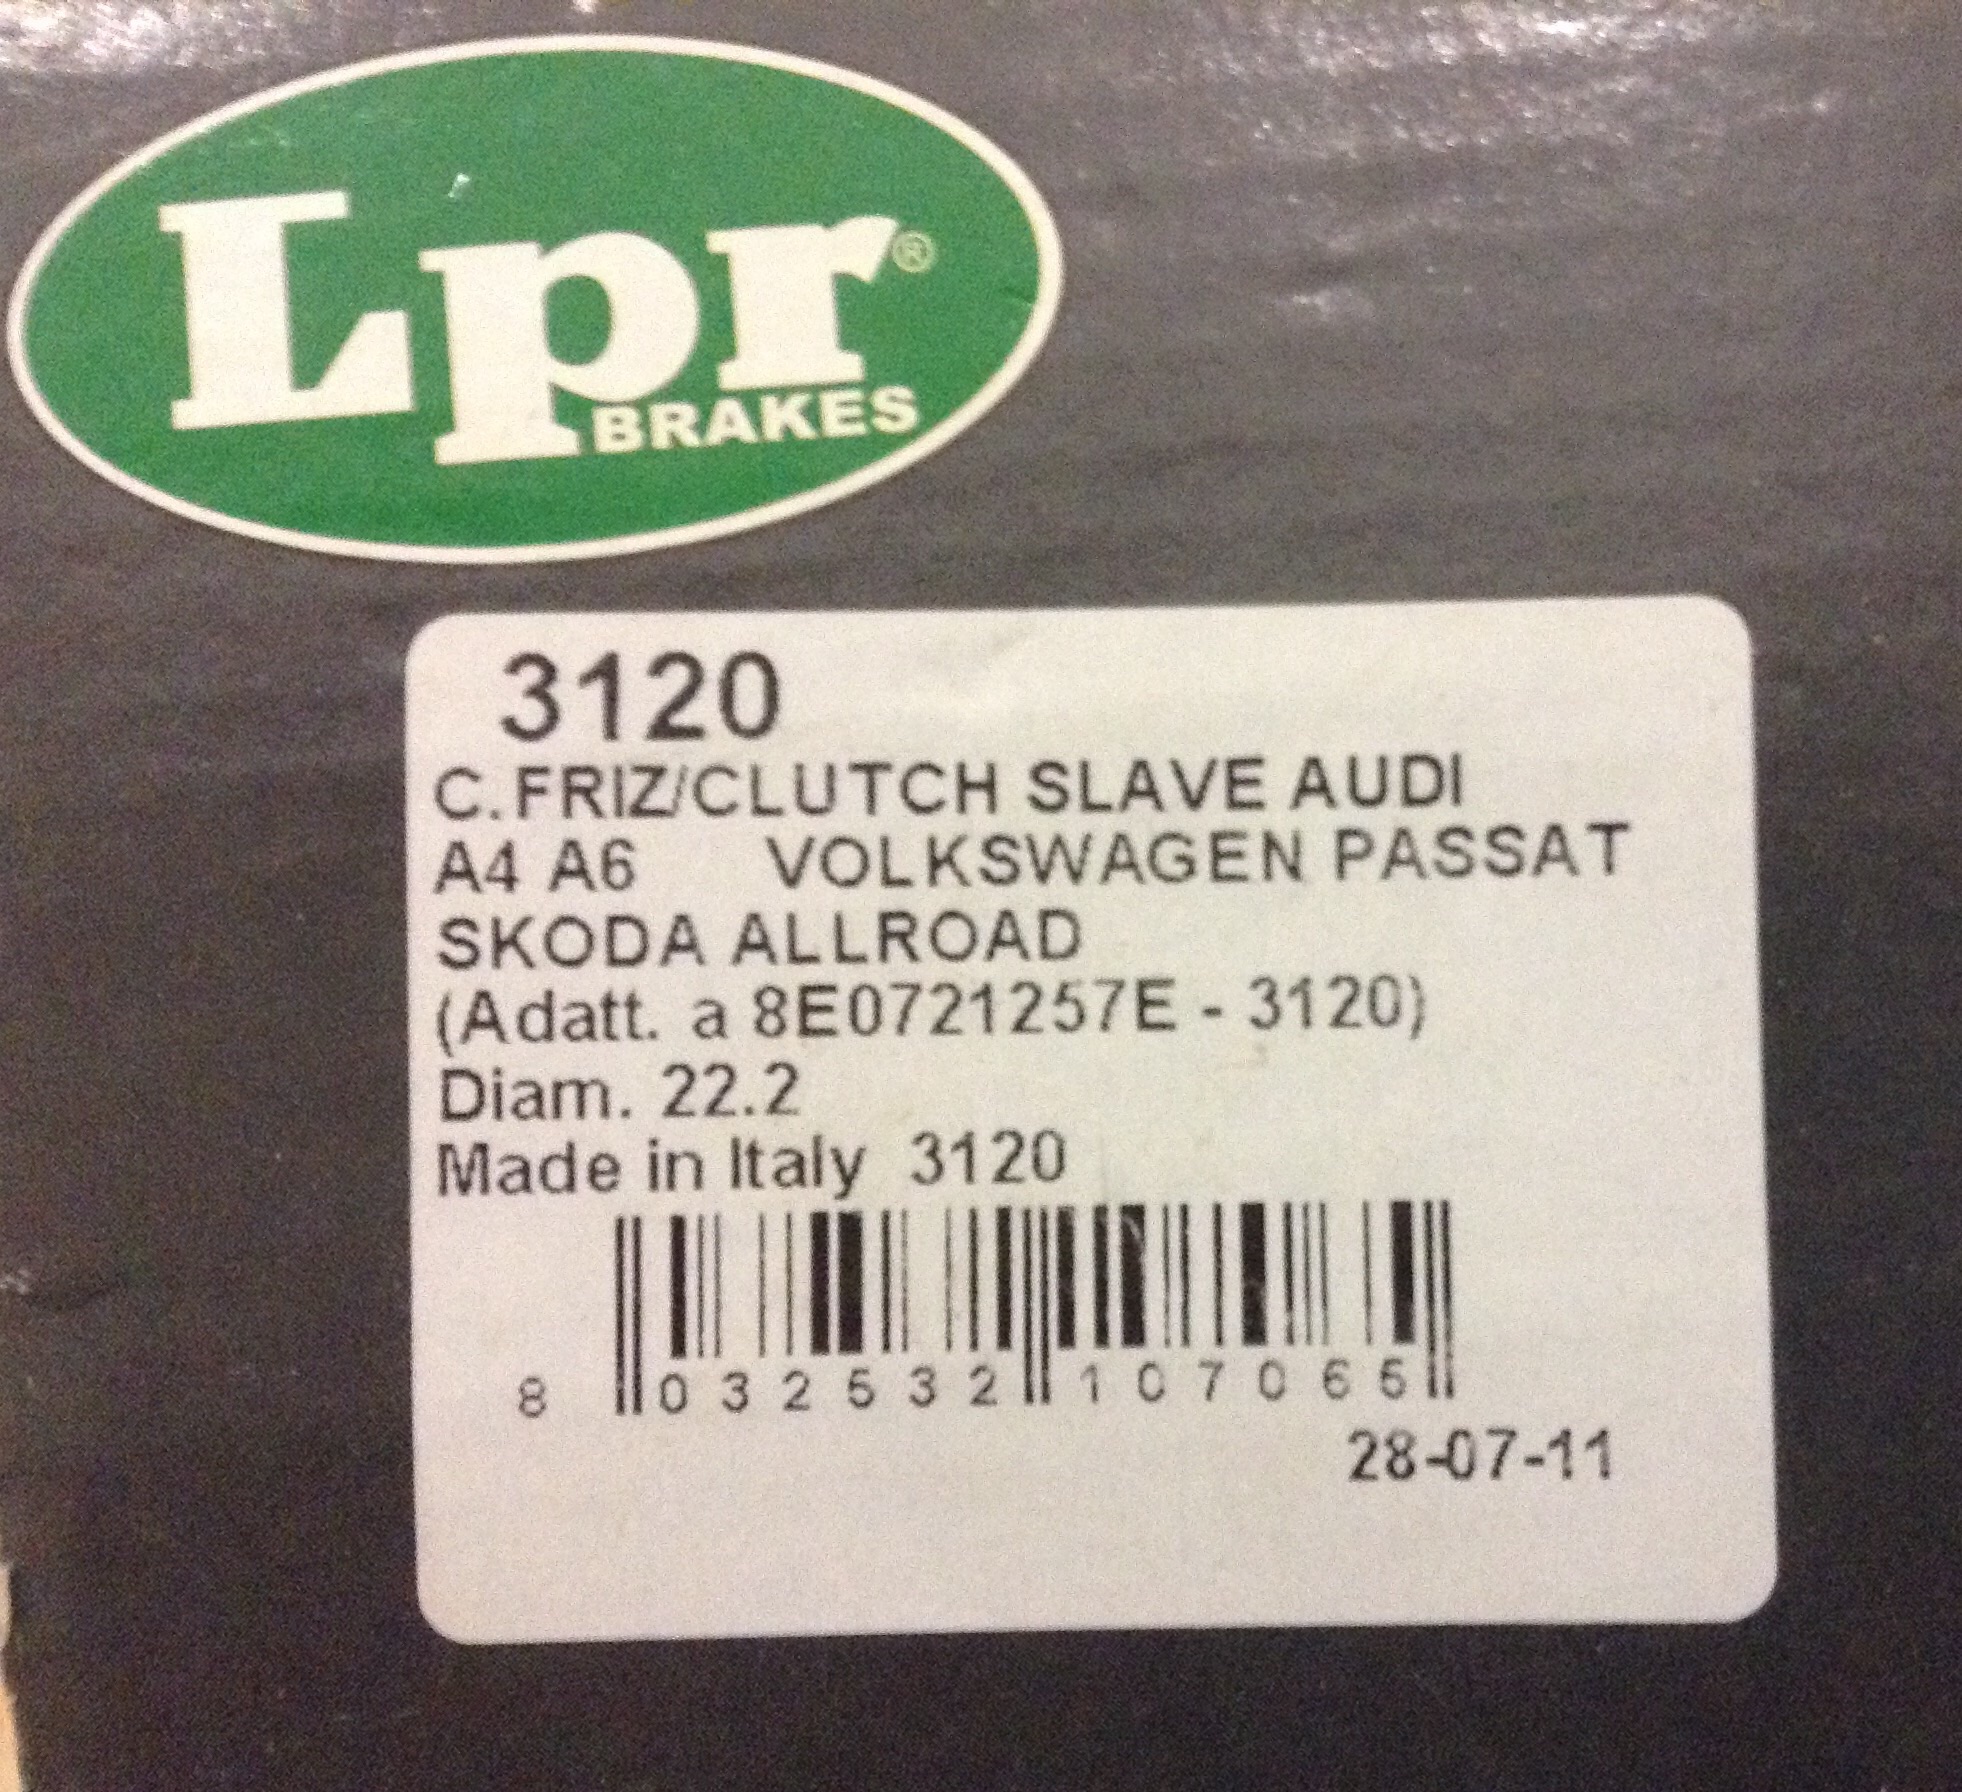 Lpr®
BRAKES
3120
C.FRIZ/CLUTCH SLAVE AUDI
A4 A6 VOLKSWAGEN PASSAT
SKODA ALLROAD
(Adatt. a 8E0721257E - 3120)
Diam. 22.2
Made in Italy 3120
8 032532 107065
28-07-11